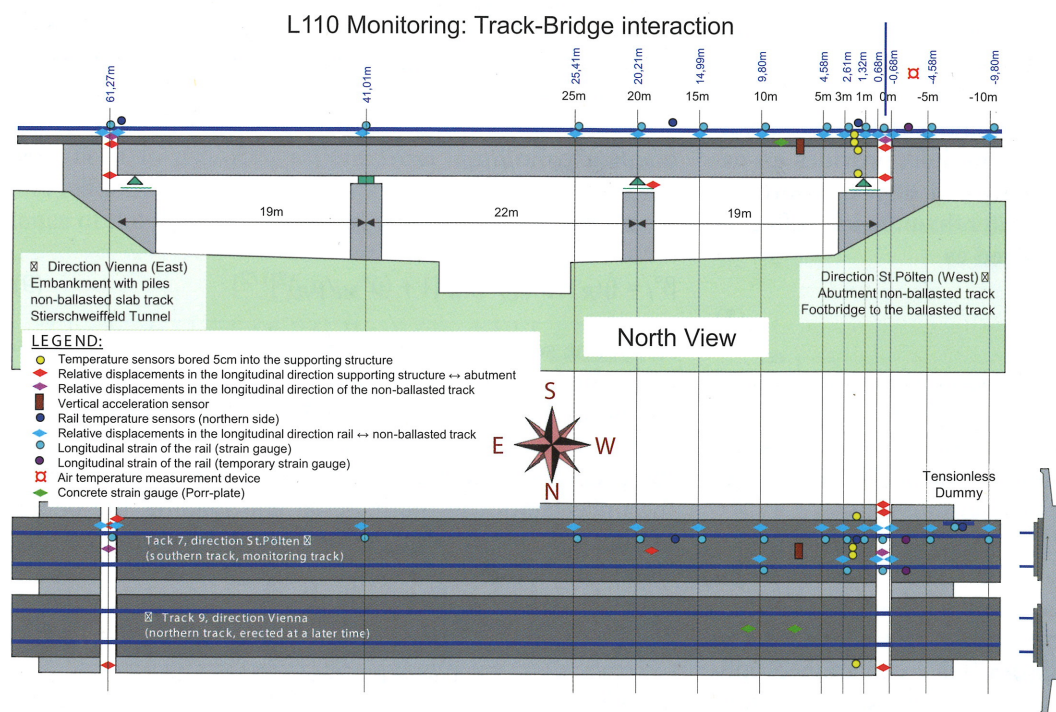 L110 Monitoring: Track-Bridge interaction
61,27m
41,01m
25,41m
20,21m
14,99m
9,80m
4,58m
2,61m
1,32m
0,68m
-0,68m
-4,58m
-9,80m
25m
20m
15m
10m
5m
3m
1m
0m
-5m
-10m
19m
22m
19m
Direction Vienna (East)
Embankment with piles
non-ballasted slab track
Stierschweiffeld Tunnel
Direction St.Pölten (West)
Abutment non-ballasted track
Footbridge to the ballasted track
North View
LEGEND:
Temperature sensors bored 5cm into the supporting structure
Relative displacements in the longitudinal direction supporting structure ↔ abutment
Relative displacements in the longitudinal direction of the non-ballasted track
Vertical acceleration sensor
Rail temperature sensors (northern side)
Relative displacements in the longitudinal direction rail ↔ non-ballasted track
Longitudinal strain of the rail (strain gauge)
Longitudinal strain of the rail (temporary strain gauge)
Air temperature measurement device
Concrete strain gauge (Porr-plate)
S
E
W
N
Tensionless
Dummy
Tack 7, direction St.Pölten
(southern track, monitoring track)
Track 9, direction Vienna
(northern track, erected at a later time)